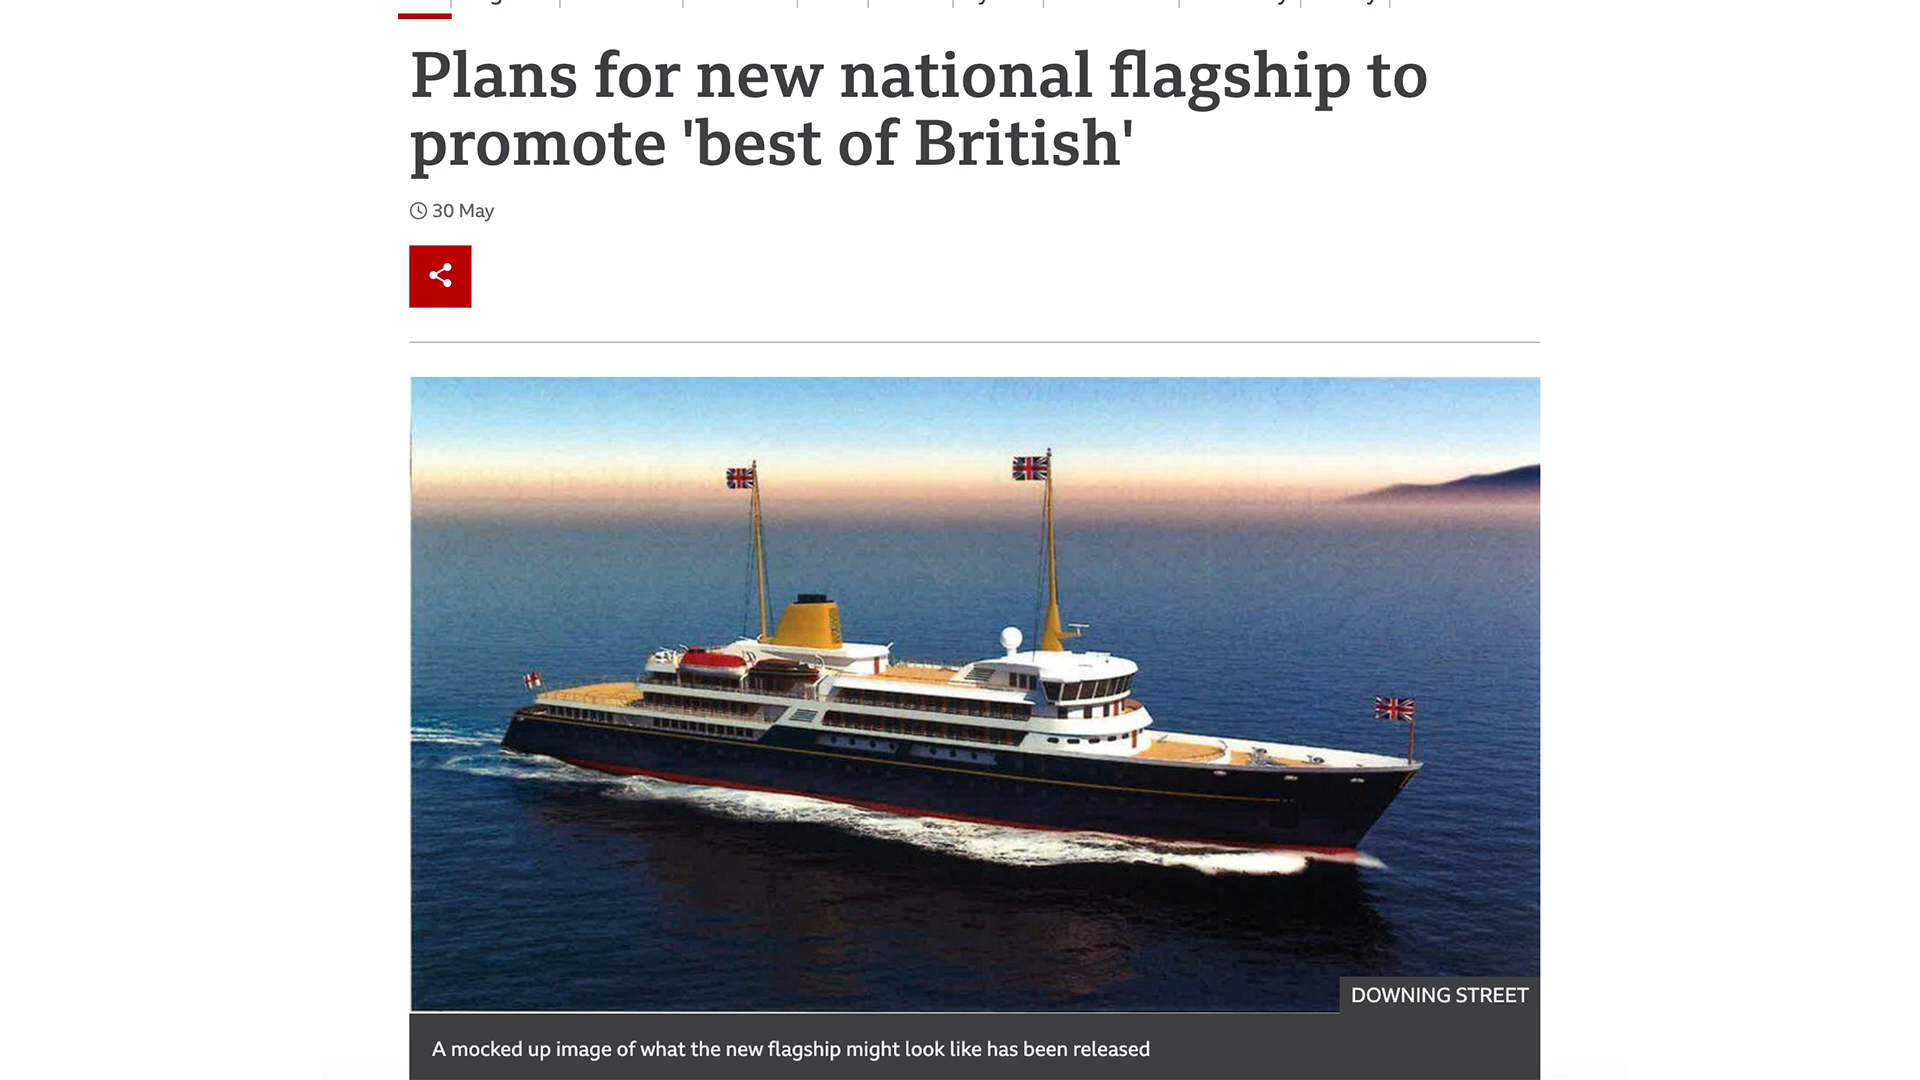 Plans for new national flagship to
promote 'best of British'
30 May
DOWNING STREET
A mocked up image of what the new flagship might look like has been released